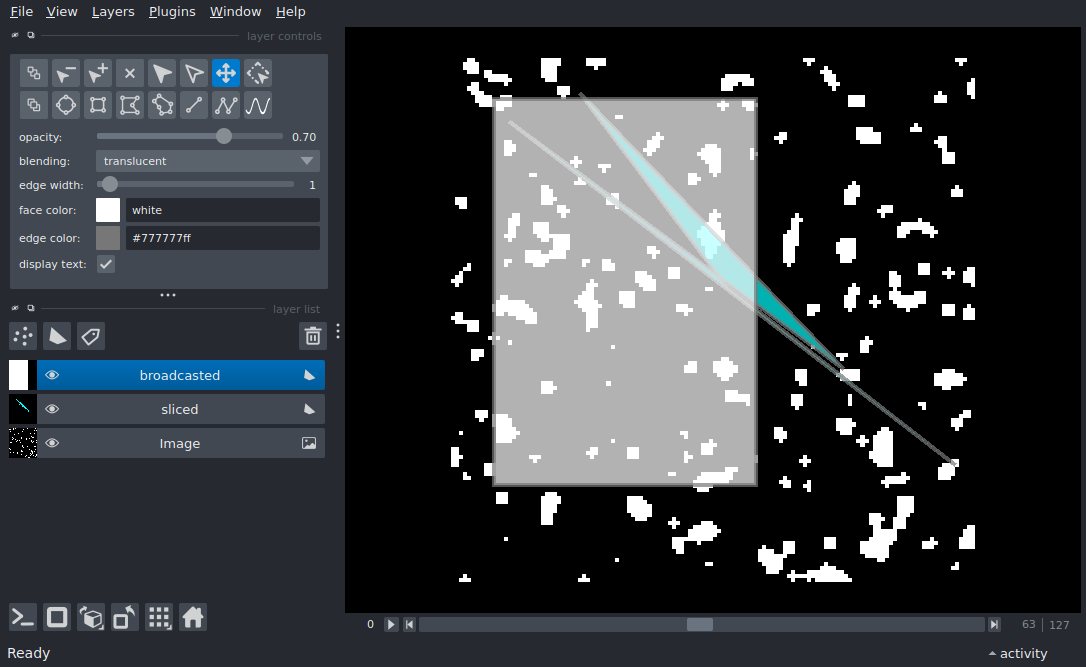 File View Layers Plugins Window Help
layer controls
opacity: 0.70
blending: translucent
edge width: 1
face color: white
edge color: #777777ff
display text:
layer list
broadcasted
sliced
Image
0 63 127
Ready activity